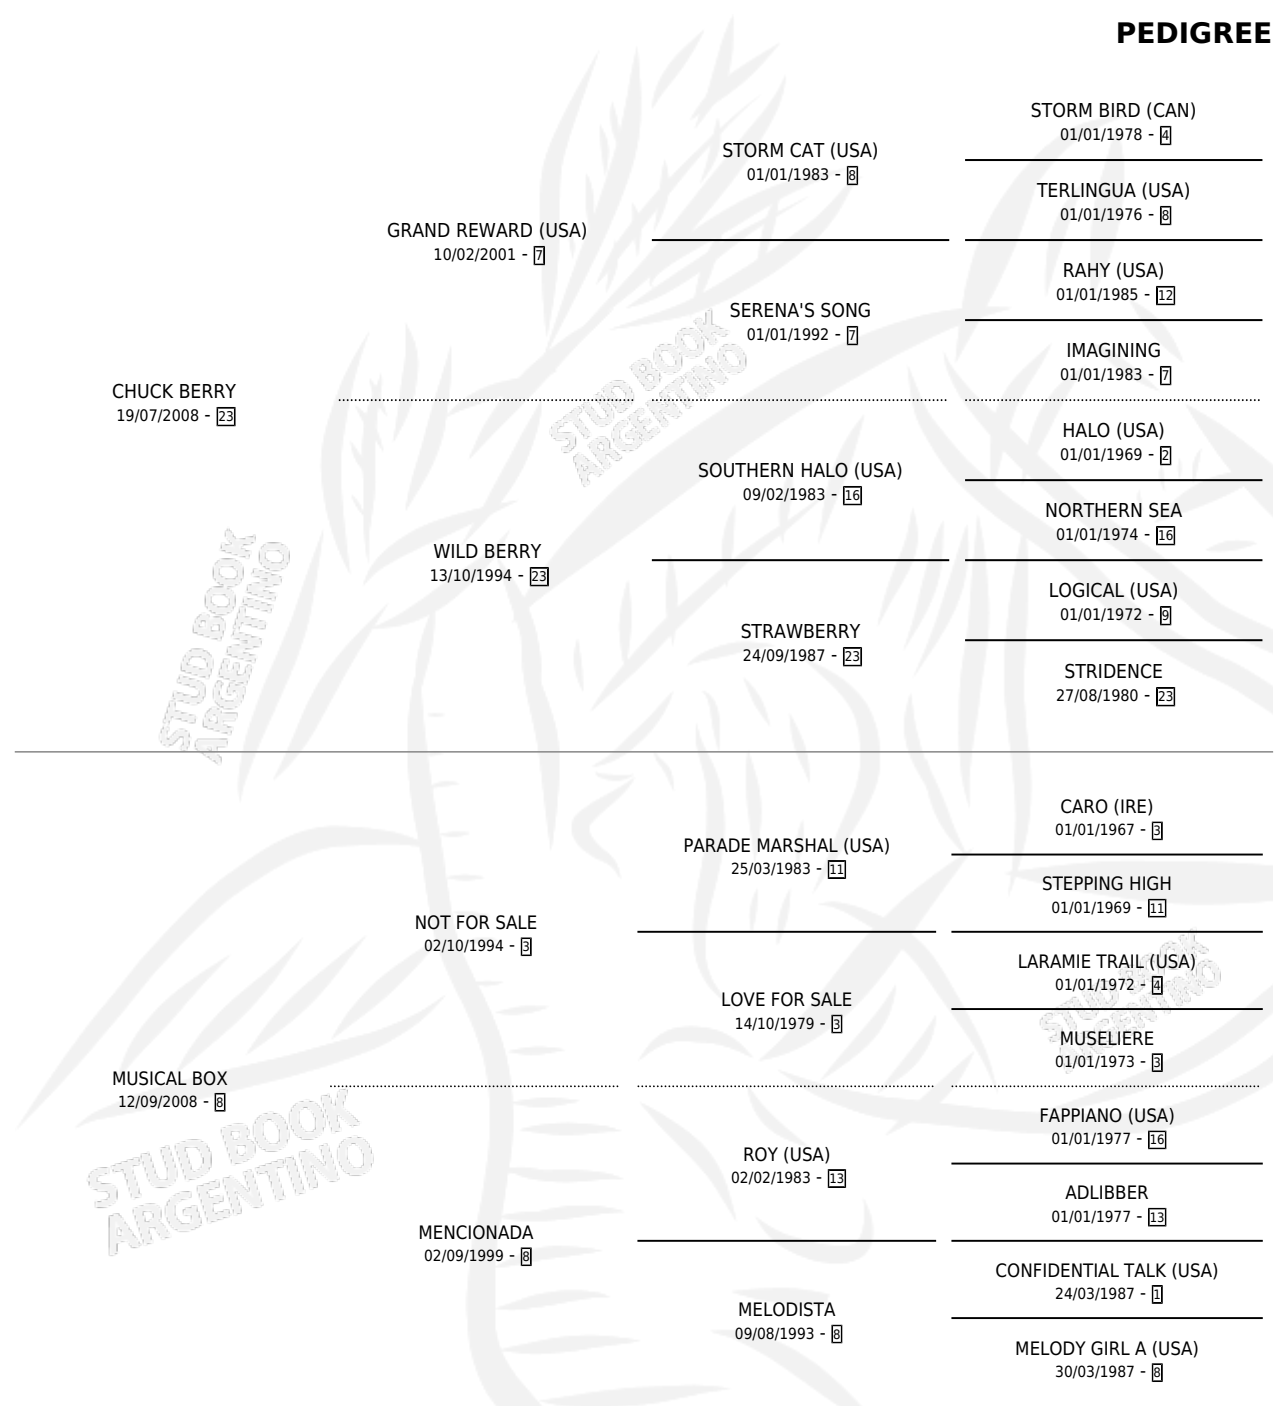 PEDIGREE
STORM BIRD (CAN)
01/01/1978 - 4
STORM CAT (USA)
01/01/1983 - 8
TERLINGUA (USA)
01/01/1976 - 8
GRAND REWARD (USA)
10/02/2001 - 7
RAHY (USA)
01/01/1985 - 12
SERENA'S SONG
01/01/1992 - 7
IMAGINING
01/01/1983 - 7
CHUCK BERRY
19/07/2008 - 23
HALO (USA)
01/01/1969 - 2
SOUTHERN HALO (USA)
09/02/1983 - 16
NORTHERN SEA
01/01/1974 - 16
WILD BERRY
13/10/1994 - 23
LOGICAL (USA)
01/01/1972 - 9
STRAWBERRY
24/09/1987 - 23
STRIDENCE
27/08/1980 - 23
CARO (IRE)
01/01/1967 - 3
PARADE MARSHAL (USA)
25/03/1983 - 11
STEPPING HIGH
01/01/1969 - 11
NOT FOR SALE
02/10/1994 - 3
LARAMIE TRAIL (USA)
01/01/1972 - 4
LOVE FOR SALE
14/10/1979 - 3
MUSELIERE
01/01/1973 - 3
MUSICAL BOX
12/09/2008 - 8
FAPPIANO (USA)
01/01/1977 - 16
ROY (USA)
02/02/1983 - 13
ADLIBBER
01/01/1977 - 13
MENCIONADA
02/09/1999 - 8
CONFIDENTIAL TALK (USA)
24/03/1987 - 1
MELODISTA
09/08/1993 - 8
MELODY GIRL A (USA)
30/03/1987 - 8
STUD BOOK
ARGENTINO
STUD BOOK
ARGENTINO
STUD BOOK
ARGENTINO
STUD BOOK
ARGENTINO